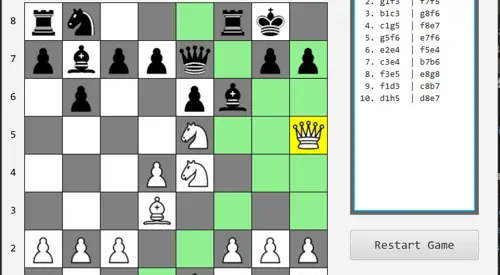 8
7
6
5
4
3
2
2. g1f3 | f7f5
3. b1c3 | g8f6
4. c1g5 | f8e7
5. g5f6 | e7f6
6. e2e4 | f5e4
7. c3e4 | b7b6
8. f3e5 | e8g8
9. f1d3 | c8b7
10. d1h5 | d8e7
Restart Game